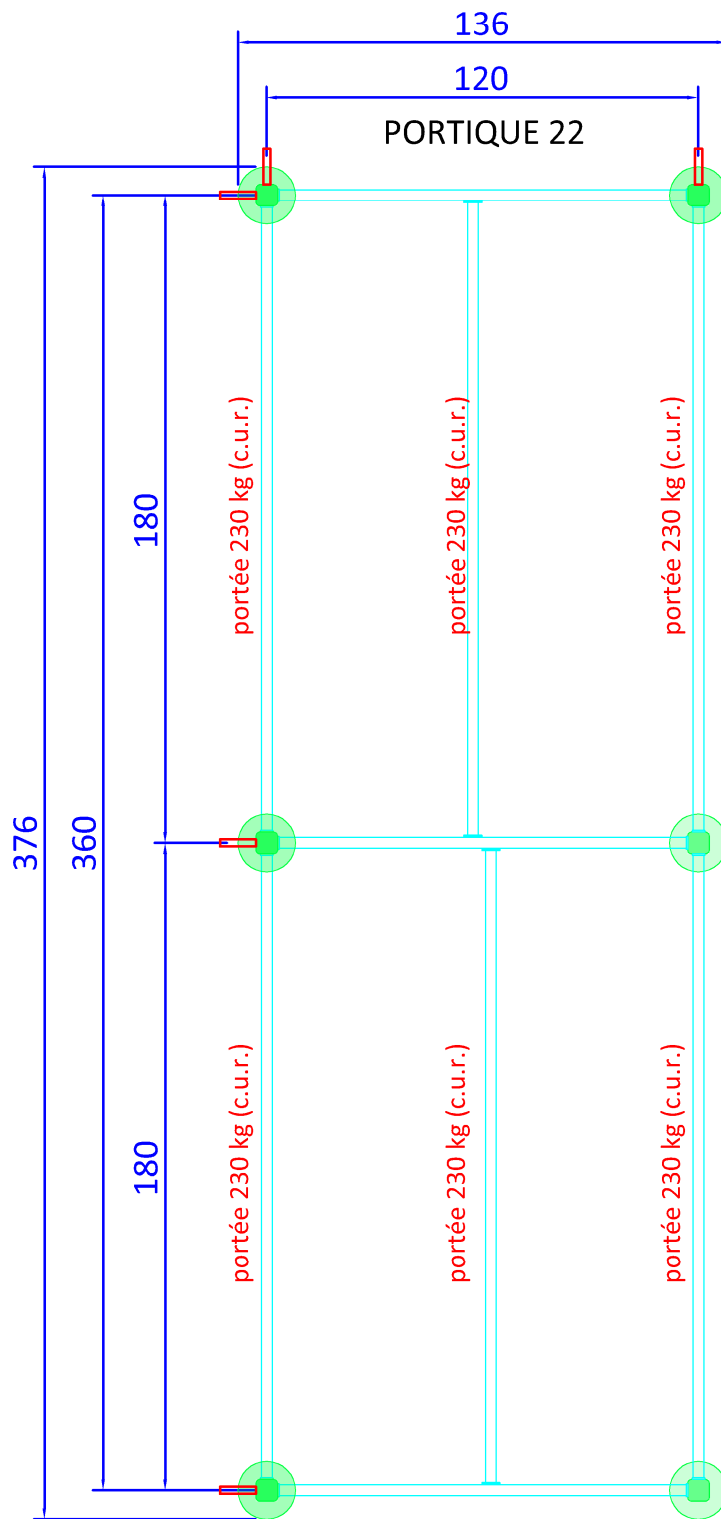 136
120
PORTIQUE 22
portée 230 kg (c.u.r.)
portée 230 kg (c.u.r.)
portée 230 kg (c.u.r.)
180
376
360
portée 230 kg (c.u.r.)
portée 230 kg (c.u.r.)
portée 230 kg (c.u.r.)
180